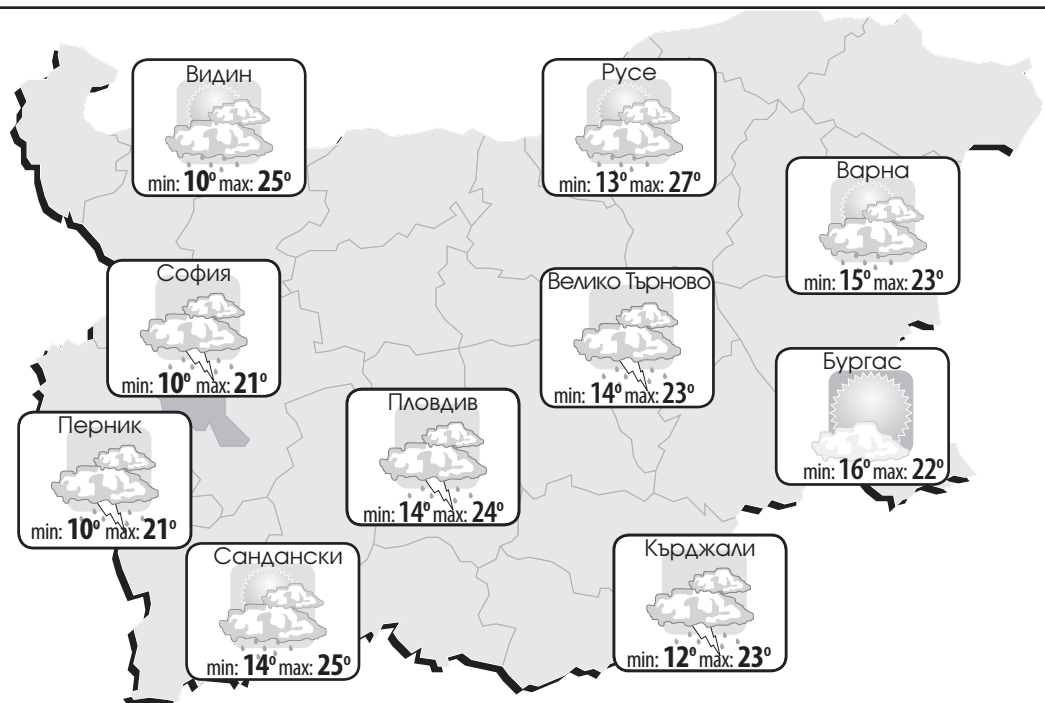 Видин
min: 10° max: 25°
Русе
min: 13° max: 27°
Варна
min: 15° max: 23°
София
min: 10° max: 21°
Велико Търново
min: 14° max: 23°
Бургас
min: 16° max: 22°
Пловдив
min: 14° max: 24°
Перник
min: 10° max: 21°
Сандански
min: 14° max: 25°
Кърджали
min: 12° max: 23°